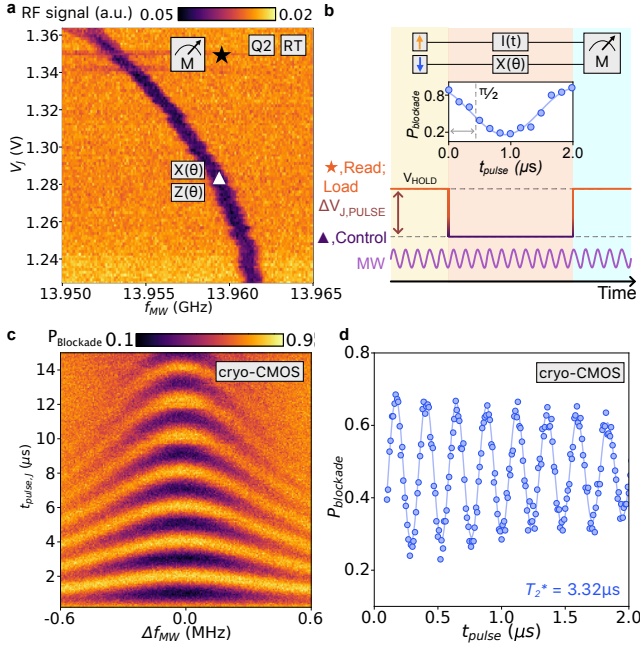 a
RF signal (a.u.) 0.05 0.02
1.36
1.34
1.32
1.30
1.28
1.26
1.24
V_J (V)
M
★
Q2
RT
X(θ)
Z(θ)
13.950
13.955
13.960
13.965
f_MW (GHz)
b
I(t)
X(θ)
M
π/2
0.8
0.2
P_blockade
0.0
1.0
2.0
t_pulse (µs)
★,Read;
Load
V_HOLD
ΔV_J,PULSE
▲,Control
MW
Time
c
P_Blockade 0.1 0.9
cryo-CMOS
14
12
10
8
6
4
2
t_pulse,J (µs)
-0.6
0.0
0.6
Δf_MW (MHz)
d
cryo-CMOS
0.8
0.6
0.4
0.2
P_blockade
T_2* = 3.32µs
0.0
0.5
1.0
1.5
2.0
t_pulse (µs)